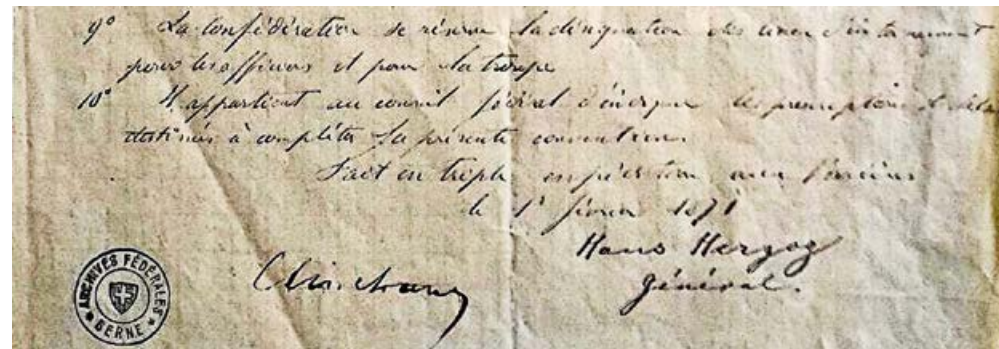 9° La confédération se réserve la désignation des lieux d'internement
pour les officiers et pour la troupe
10° Il appartient au conseil fédéral d'indiquer les prescriptions de détail
destinées à compléter la présente convention.
Fait en triple expédition aux Verrières
le 1er février 1871
Hans Herzog
Clinchant
Général.
ARCHIVES FÉDÉRALES
BERNE